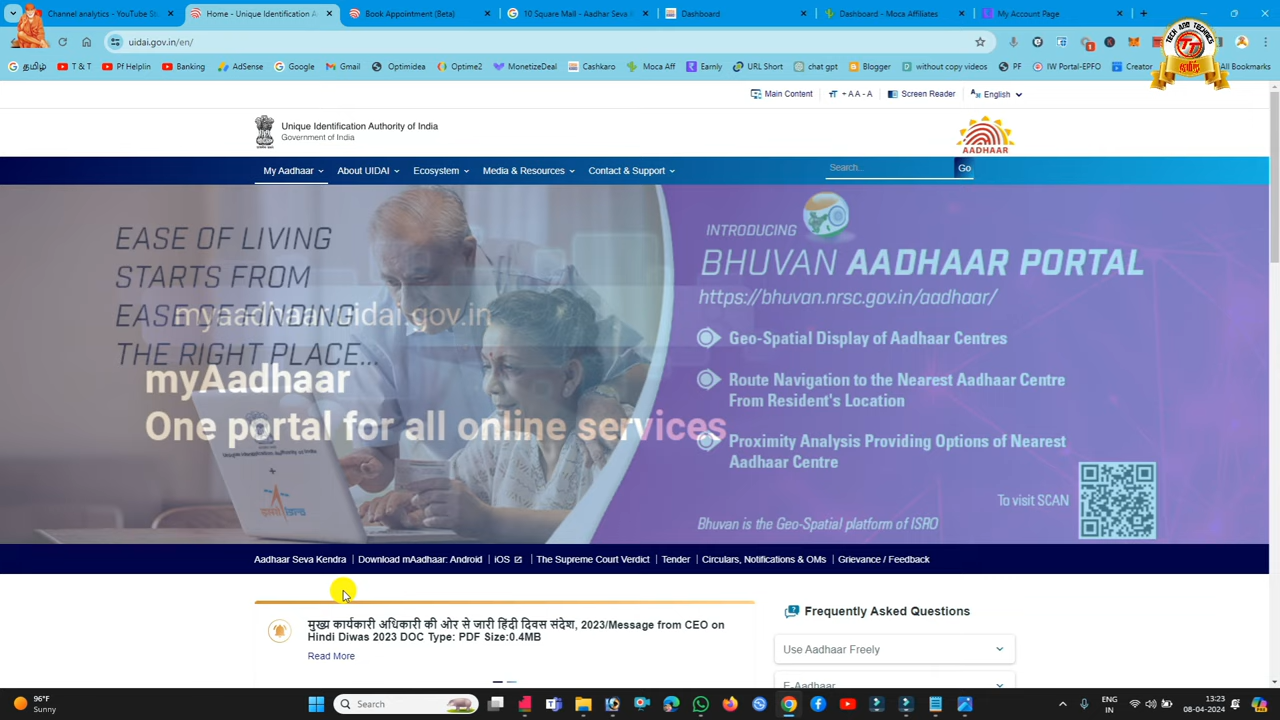 Channel analytics - YouTube St
Home - Unique Identification A
Book Appointment (Beta)
10 Square Mall - Aadhar Seva K
Dashboard
Dashboard - Moca Affiliates
My Account Page
uidai.gov.in/en/
தமிழ்
T & T
Pf Helplin
Banking
AdSense
Google
Gmail
Optimidea
Optime2
MonetizeDeal
Cashkaro
Moca Aff
Earnly
URL Short
chat gpt
Blogger
without copy videos
PF
IW Portal-EPFO
Creator
All Bookmarks
TECH AND TECHNICS
TT
தமிழ்
Main Content
+ A A - A
Screen Reader
English
Unique Identification Authority of India
Government of India
AADHAAR
My Aadhaar
About UIDAI
Ecosystem
Media & Resources
Contact & Support
Search...
Go
EASE OF LIVING
STARTS FROM
EASE OF FINDING
THE RIGHT PLACE...
myaadhaar.uidai.gov.in
myAadhaar
One portal for all online services
INTRODUCING
BHUVAN AADHAAR PORTAL
https://bhuvan.nrsc.gov.in/aadhaar/
Geo-Spatial Display of Aadhaar Centres
Route Navigation to the Nearest Aadhaar Centre
From Resident's Location
Proximity Analysis Providing Options of Nearest
Aadhaar Centre
To visit SCAN
Bhuvan is the Geo-Spatial platform of ISRO
Aadhaar Seva Kendra | Download mAadhaar: Android | iOS | The Supreme Court Verdict | Tender | Circulars, Notifications & OMs | Grievance / Feedback
मुख्य कार्यकारी अधिकारी की ओर से जारी हिंदी दिवस संदेश, 2023/Message from CEO on
Hindi Diwas 2023 DOC Type: PDF Size:0.4MB
Read More
Frequently Asked Questions
Use Aadhaar Freely
E-Aadhaar
96°F
Sunny
Search
ENG
IN
13:23
08-04-2024